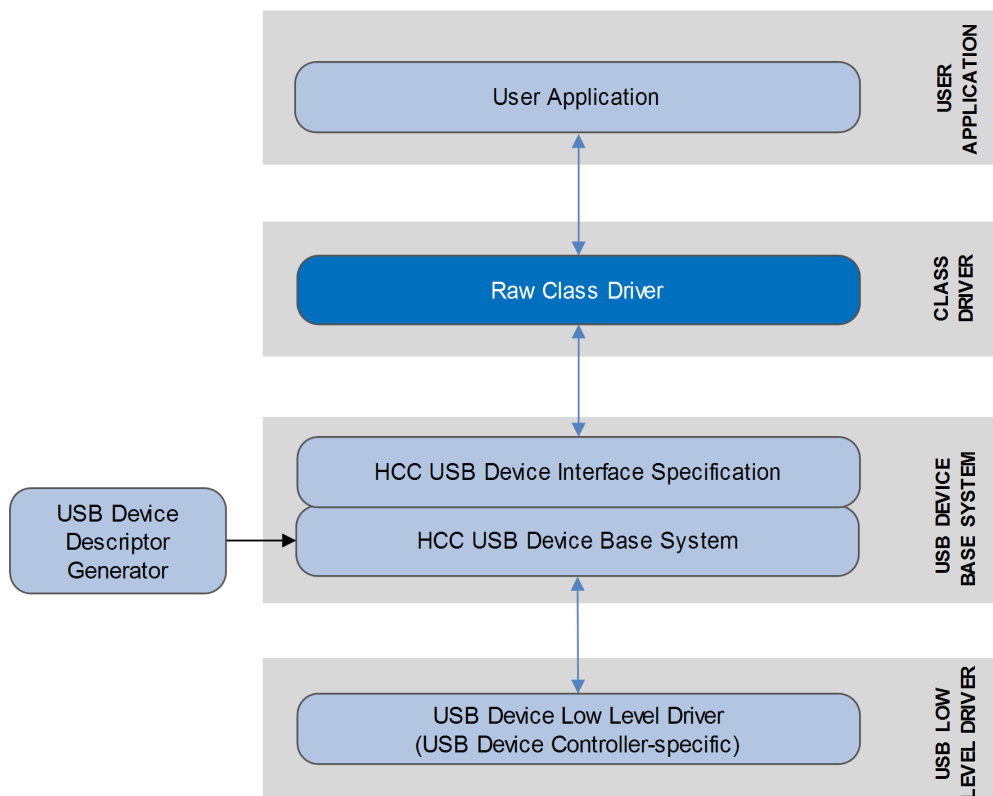 User Application
USER
APPLICATION
Raw Class Driver
CLASS
DRIVER
HCC USB Device Interface Specification
HCC USB Device Base System
USB DEVICE
BASE SYSTEM
USB Device
Descriptor
Generator
USB Device Low Level Driver
(USB Device Controller-specific)
USB LOW
LEVEL DRIVER